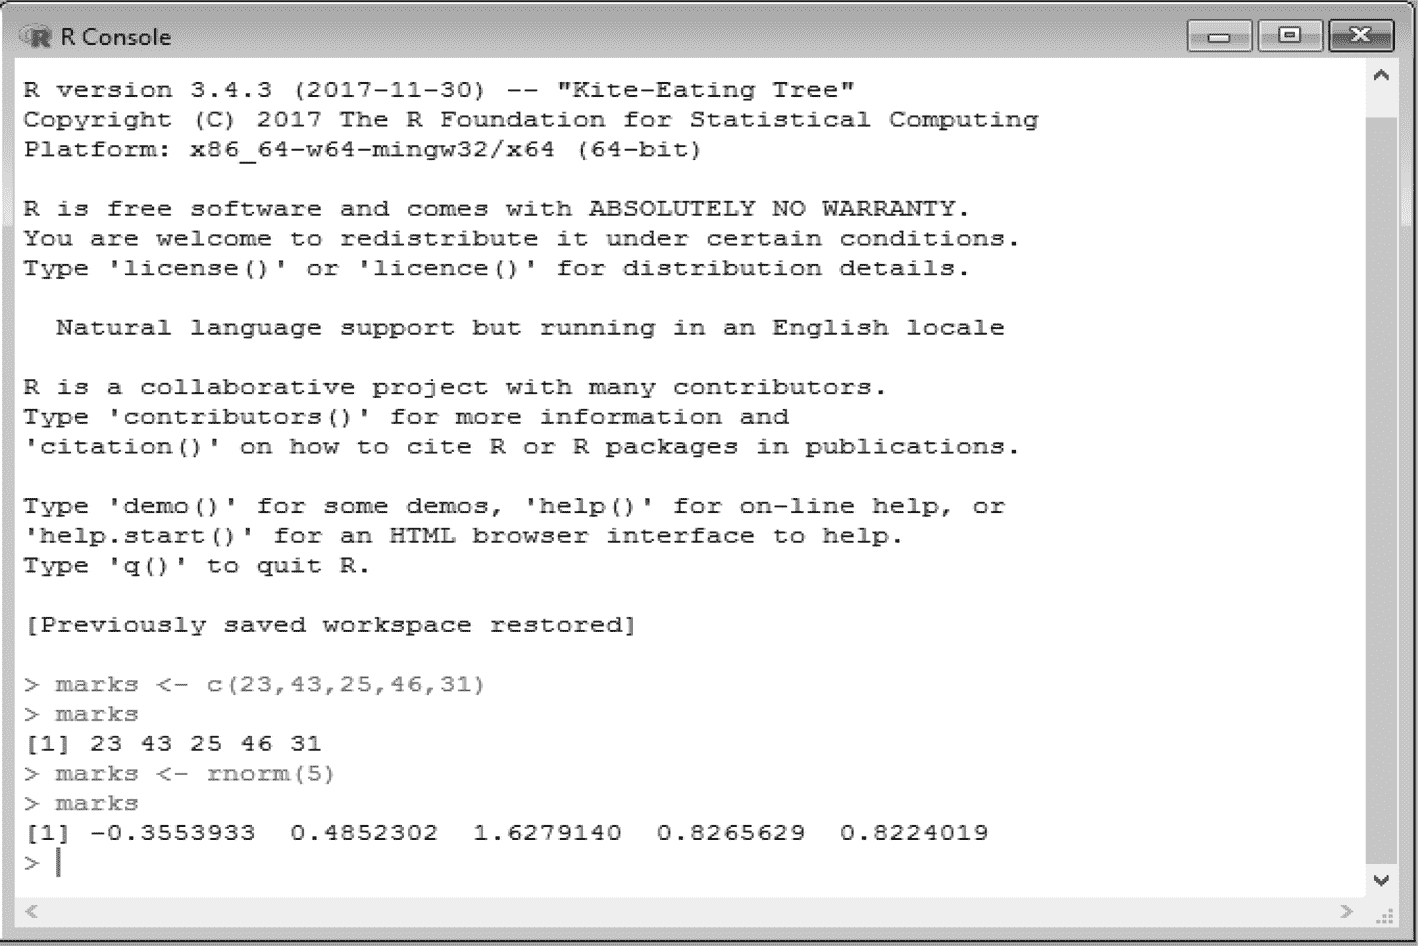 R Console
R version 3.4.3 (2017-11-30) -- "Kite-Eating Tree"
Copyright (C) 2017 The R Foundation for Statistical Computing
Platform: x86_64-w64-mingw32/x64 (64-bit)
R is free software and comes with ABSOLUTELY NO WARRANTY.
You are welcome to redistribute it under certain conditions.
Type 'license()' or 'licence()' for distribution details.
Natural language support but running in an English locale
R is a collaborative project with many contributors.
Type 'contributors()' for more information and
'citation()' on how to cite R or R packages in publications.
Type 'demo()' for some demos, 'help()' for on-line help, or
'help.start()' for an HTML browser interface to help.
Type 'q()' to quit R.
[Previously saved workspace restored]
> marks <- c(23,43,25,46,31)
> marks
[1] 23 43 25 46 31
> marks <- rnorm(5)
> marks
[1] -0.3553933  0.4852302  1.6279140  0.8265629  0.8224019
>